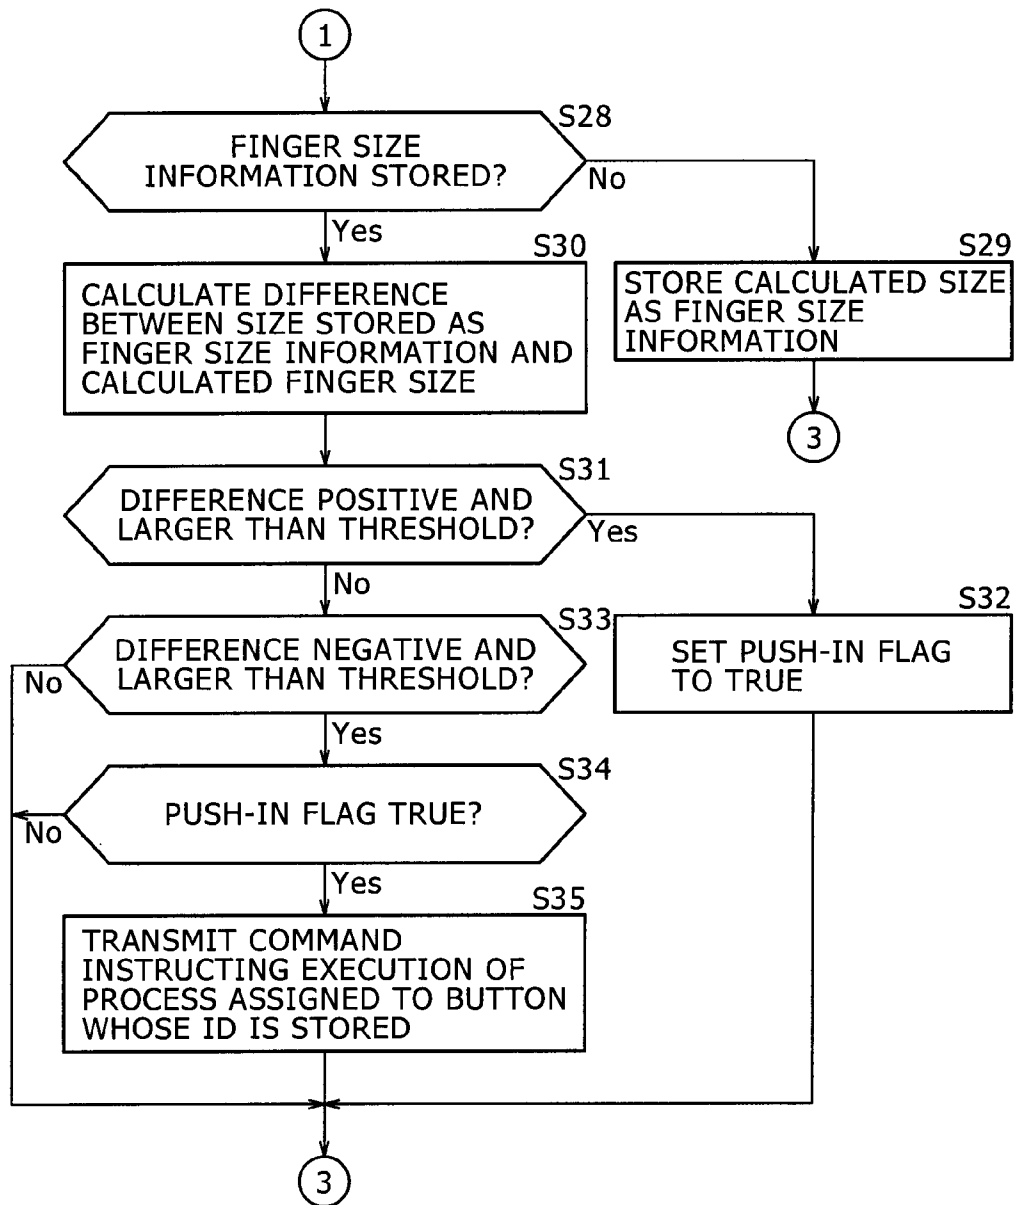 1
S28
FINGER SIZE
INFORMATION STORED?
No
Yes
S30
CALCULATE DIFFERENCE
BETWEEN SIZE STORED AS
FINGER SIZE INFORMATION AND
CALCULATED FINGER SIZE
S29
STORE CALCULATED SIZE
AS FINGER SIZE
INFORMATION
3
S31
DIFFERENCE POSITIVE AND
LARGER THAN THRESHOLD?
Yes
No
S32
SET PUSH-IN FLAG
TO TRUE
S33
DIFFERENCE NEGATIVE AND
LARGER THAN THRESHOLD?
No
Yes
S34
PUSH-IN FLAG TRUE?
No
Yes
S35
TRANSMIT COMMAND
INSTRUCTING EXECUTION OF
PROCESS ASSIGNED TO BUTTON
WHOSE ID IS STORED
3